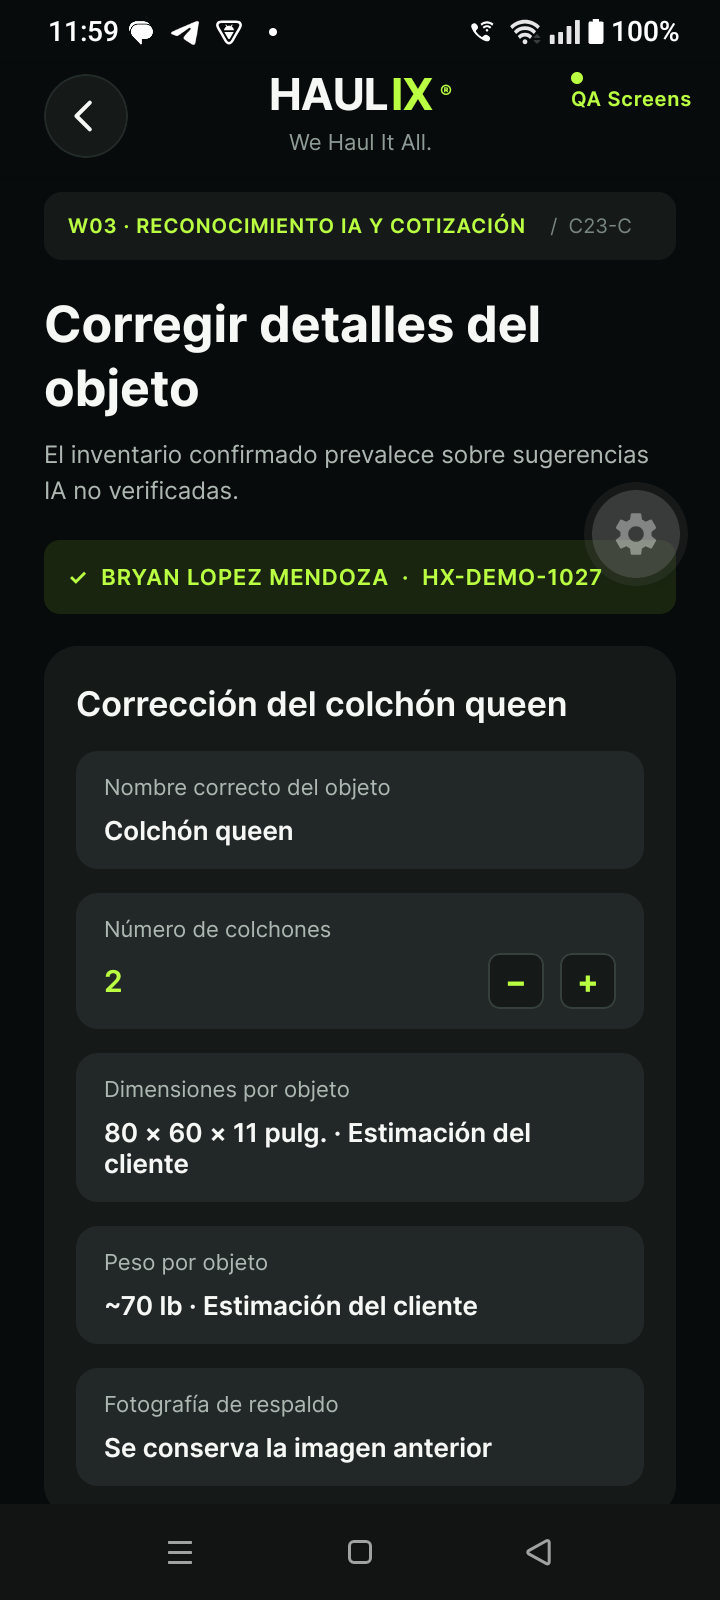 11:59
100%
HAULIX ®
We Haul It All.
QA Screens
W03 · RECONOCIMIENTO IA Y COTIZACIÓN / C23-C
Corregir detalles del
objeto
El inventario confirmado prevalece sobre sugerencias
IA no verificadas.
✓ BRYAN LOPEZ MENDOZA · HX-DEMO-1027
Corrección del colchón queen
Nombre correcto del objeto
Colchón queen
Número de colchones
2
− +
Dimensiones por objeto
80 × 60 × 11 pulg. · Estimación del
cliente
Peso por objeto
~70 lb · Estimación del cliente
Fotografía de respaldo
Se conserva la imagen anterior